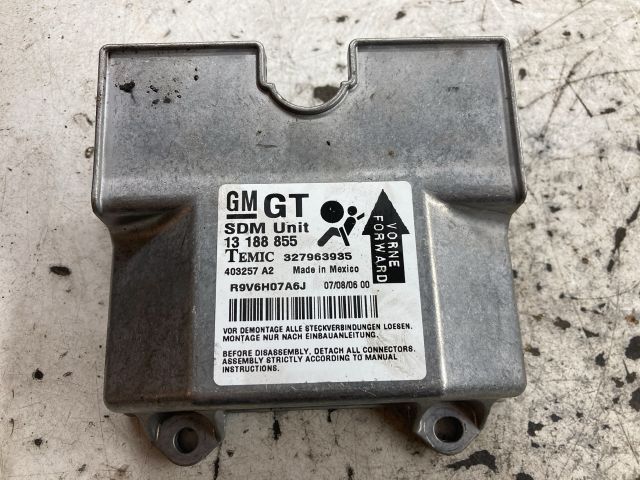 GM GT
SDM Unit
13 188 855
TEMIC 327963935
403257 A2 Made in Mexico
R9V6H07A6J 07/08/06 00
VORNE
FORWARD
VOR DEMONTAGE ALLE STECKVERBINDUNGEN LOESEN.
MONTAGE NUR NACH EINBAUANLEITUNG.
BEFORE DISASSEMBLY, DETACH ALL CONNECTORS.
ASSEMBLY STRICTLY ACCORDING TO MANUAL
INSTRUCTIONS.